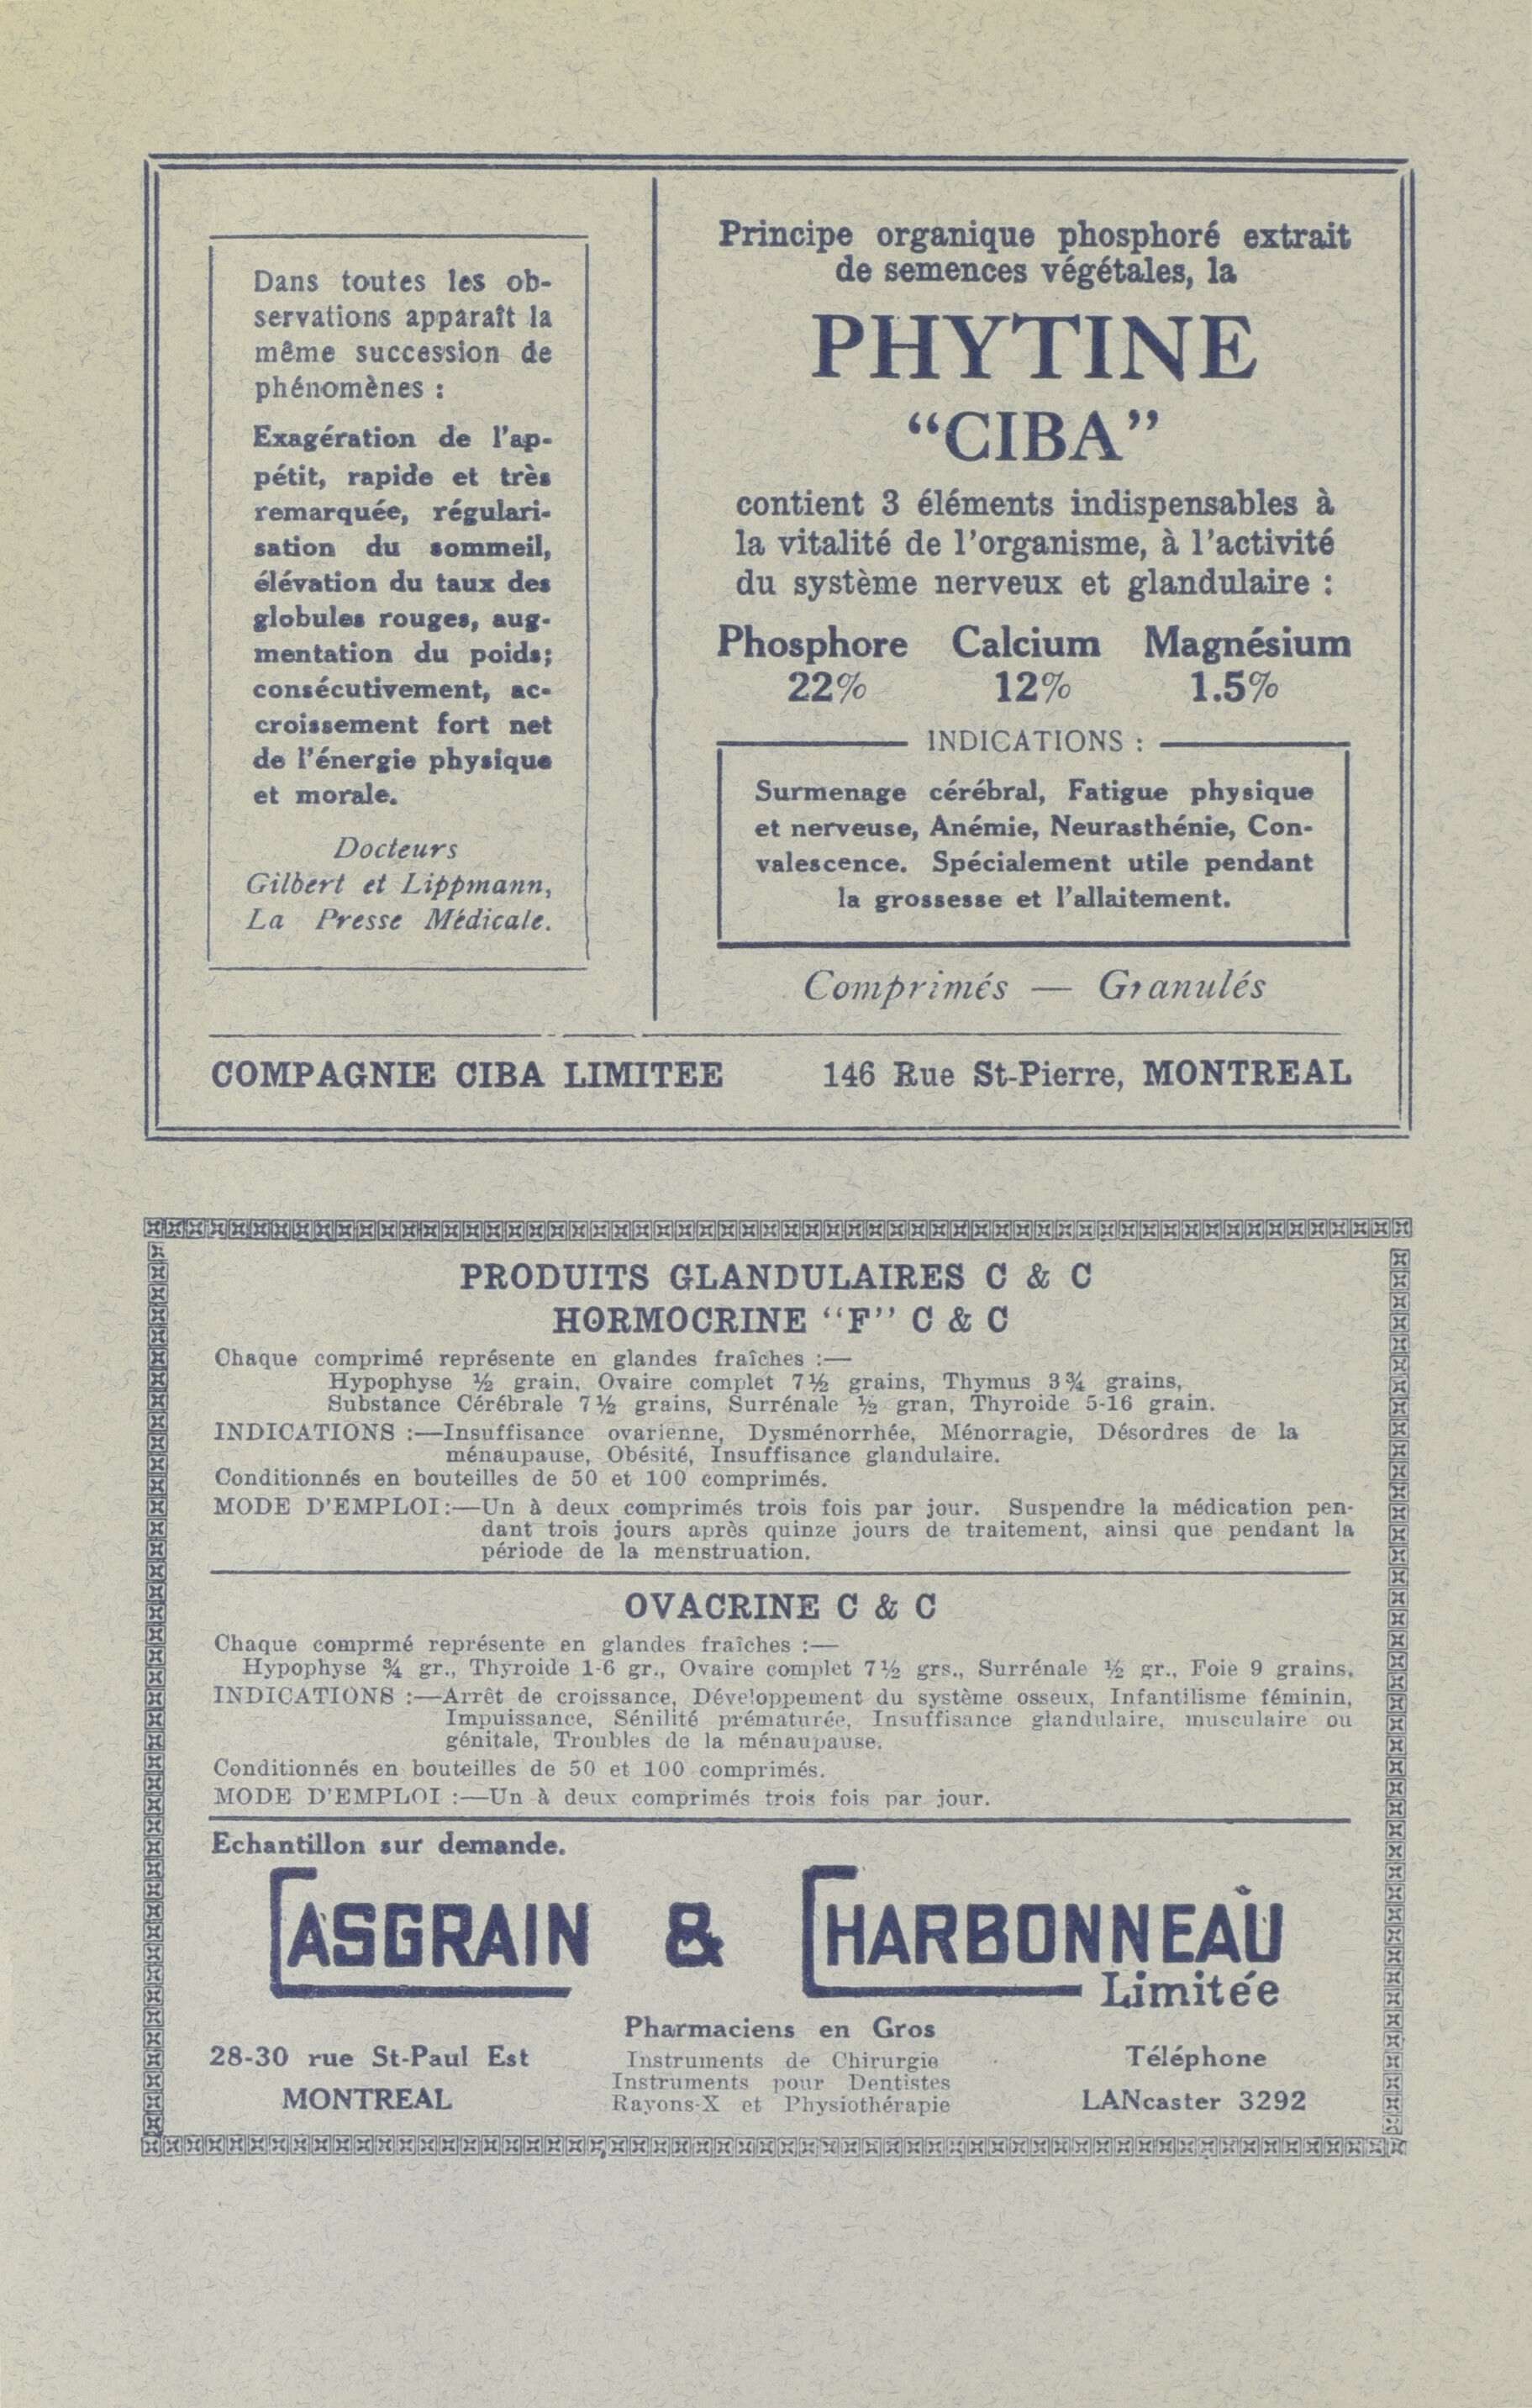 Dans toutes les ob-
servations apparaît la
même succession de
phénomènes :
Exagération de l'ap-
pétit, rapide et très
remarquée, régulari-
sation du sommeil,
élévation du taux des
globules rouges, aug-
mentation du poids;
consécutivement, ac-
croissement fort net
de l'énergie physique
et morale.
Docteurs
Gilbert et Lippmann,
La Presse Médicale.
Principe organique phosphoré extrait
de semences végétales, la
PHYTINE
“CIBA”
contient 3 éléments indispensables à
la vitalité de l'organisme, à l'activité
du système nerveux et glandulaire :
Phosphore Calcium Magnésium
22% 12% 1.5%
INDICATIONS :
Surmenage cérébral, Fatigue physique
et nerveuse, Anémie, Neurasthénie, Con-
valescence. Spécialement utile pendant
la grossesse et l'allaitement.
Comprimés — Granulés
COMPAGNIE CIBA LIMITEE 146 Rue St-Pierre, MONTREAL
PRODUITS GLANDULAIRES C & C
HORMOCRINE “F” C & C
Chaque comprimé représente en glandes fraîches :—
Hypophyse ½ grain, Ovaire complet 7½ grains, Thymus 3¾ grains,
Substance Cérébrale 7½ grains, Surrénale ½ gran, Thyroide 5-16 grain.
INDICATIONS :—Insuffisance ovarienne, Dysménorrhée, Ménorragie, Désordres de la
ménaupause, Obésité, Insuffisance glandulaire.
Conditionnés en bouteilles de 50 et 100 comprimés.
MODE D'EMPLOI:—Un à deux comprimés trois fois par jour. Suspendre la médication pen-
dant trois jours après quinze jours de traitement, ainsi que pendant la
période de la menstruation.
OVACRINE C & C
Chaque comprmé représente en glandes fraîches :—
Hypophyse ¾ gr., Thyroide 1-6 gr., Ovaire complet 7½ grs., Surrénale ½ gr., Foie 9 grains.
INDICATIONS :—Arrêt de croissance, Développement du système osseux, Infantilisme féminin,
Impuissance, Sénilité prématurée, Insuffisance glandulaire, musculaire ou
génitale, Troubles de la ménaupause.
Conditionnés en bouteilles de 50 et 100 comprimés.
MODE D'EMPLOI :—Un à deux comprimés trois fois par jour.
Echantillon sur demande.
CASGRAIN & CHARBONNEAU
Limitée
Pharmaciens en Gros
28-30 rue St-Paul Est
MONTREAL
Instruments de Chirurgie
Instruments pour Dentistes
Rayons-X et Physiothérapie
Téléphone
LANcaster 3292